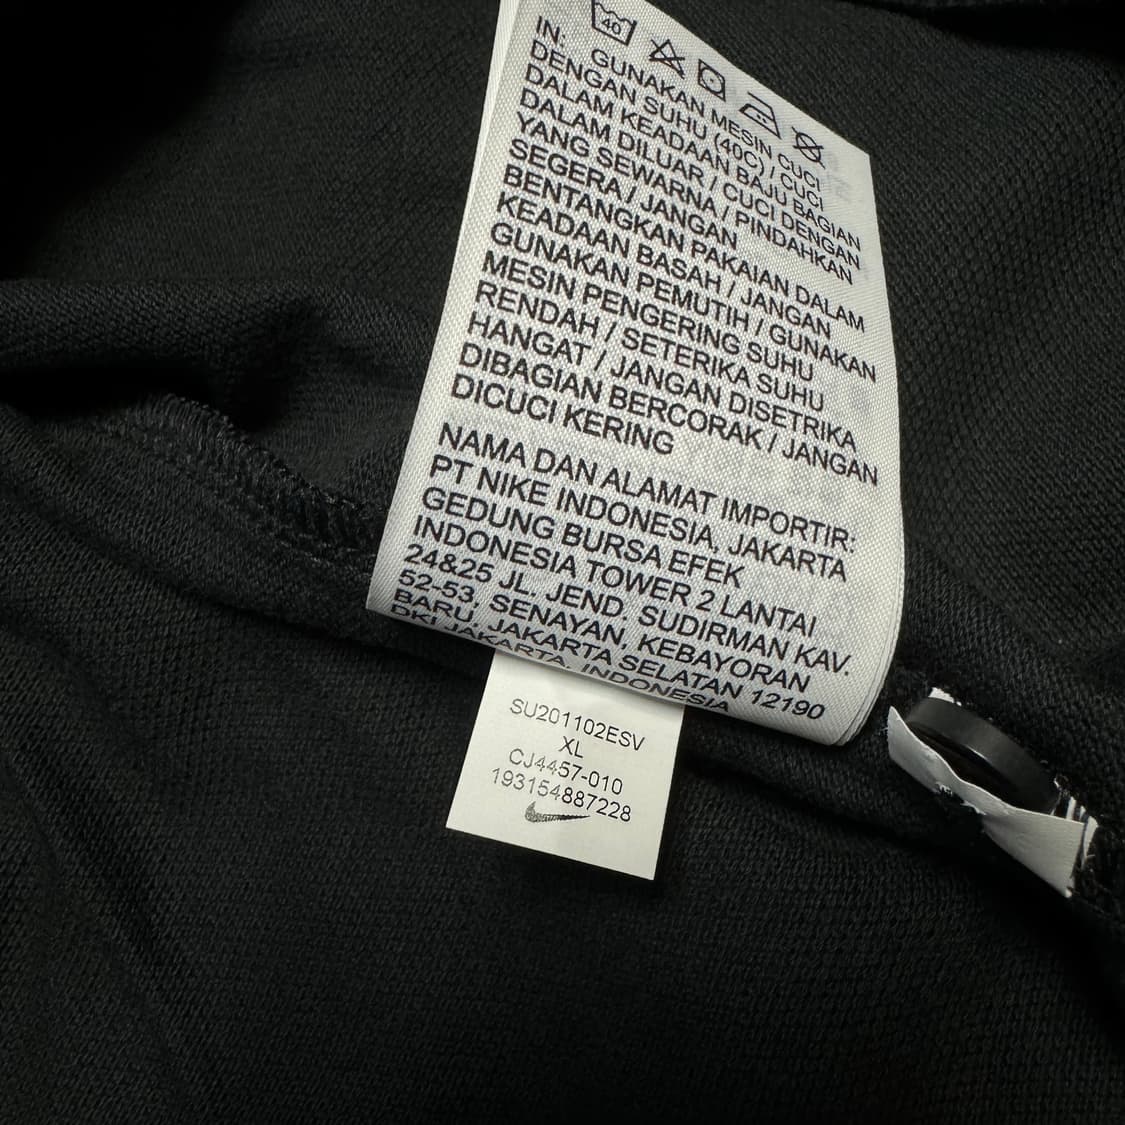 40
IN: GUNAKAN MESIN CUCI
DENGAN SUHU (40C) / CUCI
DALAM KEADAAN BAJU BAGIAN
DALAM DILUAR / CUCI DENGAN
YANG SEWARNA / PINDAHKAN
SEGERA / JANGAN
BENTANGKAN PAKAIAN DALAM
KEADAAN BASAH / JANGAN
GUNAKAN PEMUTIH / GUNAKAN
MESIN PENGERING SUHU
RENDAH / SETERIKA SUHU
HANGAT / JANGAN DISETRIKA
DIBAGIAN BERCORAK / JANGAN
DICUCI KERING
NAMA DAN ALAMAT IMPORTIR:
PT NIKE INDONESIA, JAKARTA
GEDUNG BURSA EFEK
INDONESIA TOWER 2 LANTAI
24&25 JL. JEND. SUDIRMAN KAV.
52-53, SENAYAN, KEBAYORAN
BARU, JAKARTA SELATAN 12190
DKI JAKARTA, INDONESIA
SU201102ESV
XL
CJ4457-010
193154887228